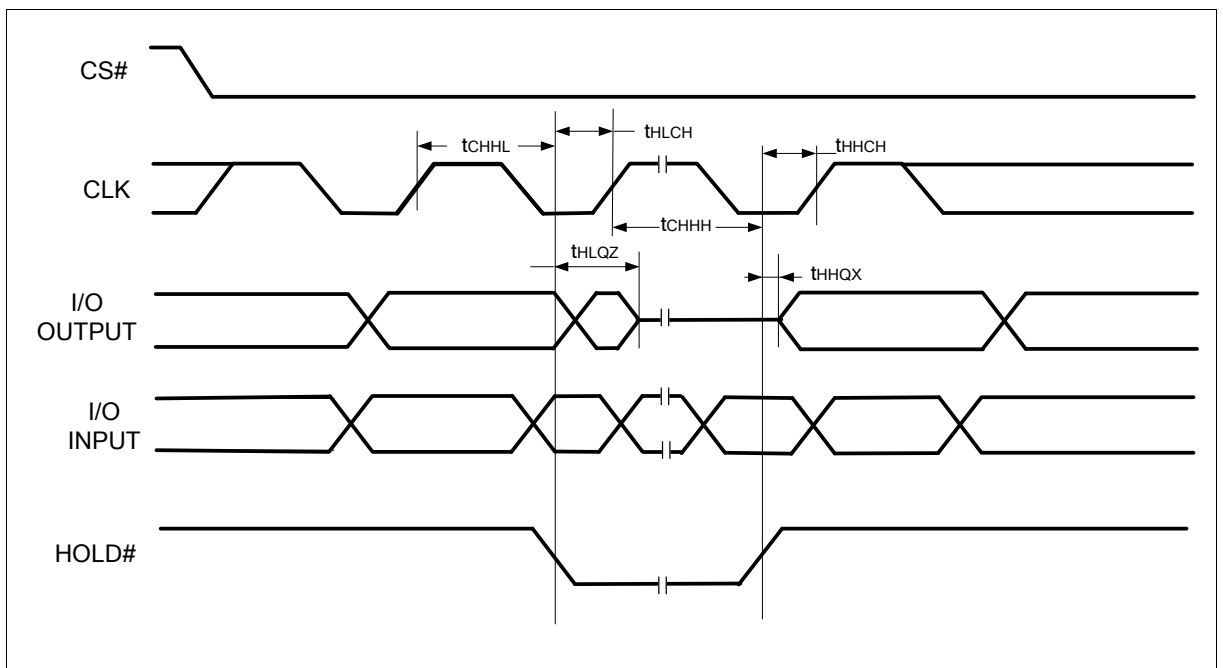 CS#
tCHHL
tHLCH
tHHCH
CLK
tCHHH
tHLQZ
tHHQX
I/O
OUTPUT
I/O
INPUT
HOLD#